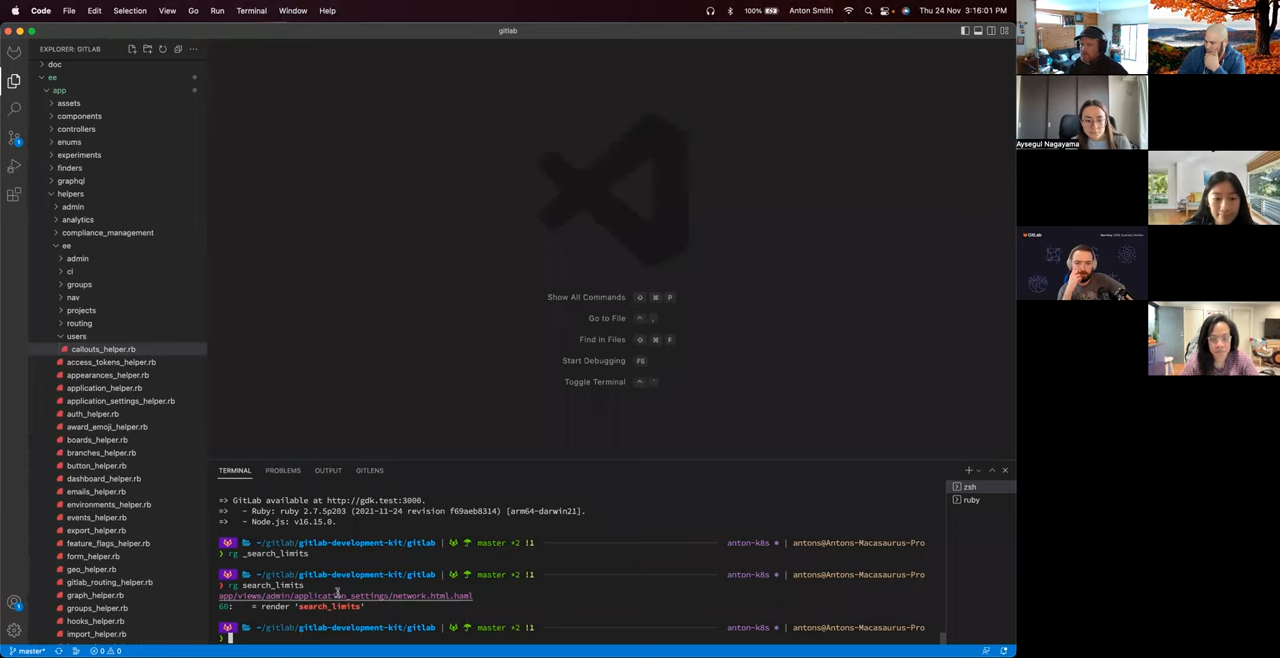 Code File Edit Selection View Go Run Terminal Window Help
100% Anton Smith Thu 24 Nov 3:16:01 PM
gitlab
EXPLORER: GITLAB
doc
ee
app
assets
components
controllers
enums
experiments
finders
graphql
helpers
admin
analytics
compliance_management
ee
admin
ci
groups
nav
projects
routing
users
callouts_helper.rb
access_tokens_helper.rb
appearances_helper.rb
application_helper.rb
application_settings_helper.rb
auth_helper.rb
award_emoji_helper.rb
boards_helper.rb
branches_helper.rb
button_helper.rb
dashboard_helper.rb
emails_helper.rb
environments_helper.rb
events_helper.rb
export_helper.rb
feature_flags_helper.rb
form_helper.rb
geo_helper.rb
gitlab_routing_helper.rb
graph_helper.rb
groups_helper.rb
hooks_helper.rb
import_helper.rb
Show All Commands ⇧ ⌘ P
Go to File ^ ,
Find in Files ⇧ ⌘ F
Start Debugging F5
Toggle Terminal ^ `
TERMINAL PROBLEMS OUTPUT GITLENS
zsh
ruby
=> GitLab available at http://gdk.test:3000.
=> - Ruby: ruby 2.7.5p203 (2021-11-24 revision f69aeb8314) [arm64-darwin21].
=> - Node.js: v16.15.0.
~/gitlab/gitlab-development-kit/gitlab master *2 !1 anton-k8s * | antons@Antons-Macasaurus-Pro
❯ rg _search_limits
~/gitlab/gitlab-development-kit/gitlab master *2 !1 anton-k8s * | antons@Antons-Macasaurus-Pro
❯ rg search_limits
app/views/admin/application_settings/network.html.haml
60: = render 'search_limits'
~/gitlab/gitlab-development-kit/gitlab master *2 !1 anton-k8s * | antons@Antons-Macasaurus-Pro
❯
master* 0 0
Aysegul Nagayama
GitLab